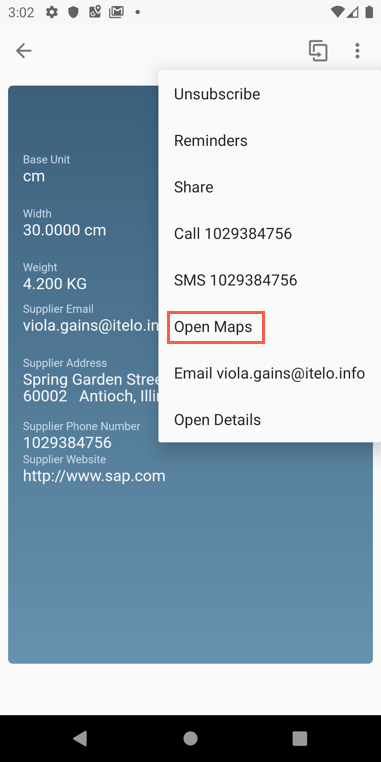 3:02
Unsubscribe
Reminders
Share
Call 1029384756
SMS 1029384756
Open Maps
Email viola.gains@itelo.info
Open Details
Base Unit
cm
Width
30.0000 cm
Weight
4.200 KG
Supplier Email
viola.gains@itelo.in
Supplier Address
Spring Garden Stree
60002 Antioch, Illi
Supplier Phone Number
1029384756
Supplier Website
http://www.sap.com